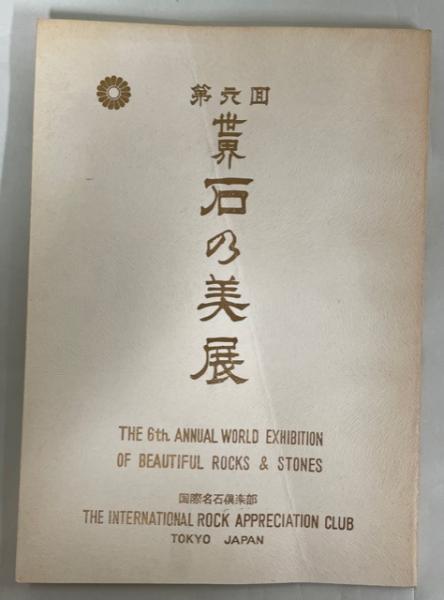 第六回
世界
石の美展
THE 6th ANNUAL WORLD EXHIBITION
OF BEAUTIFUL ROCKS & STONES
国際名石倶楽部
THE INTERNATIONAL ROCK APPRECIATION CLUB
TOKYO JAPAN